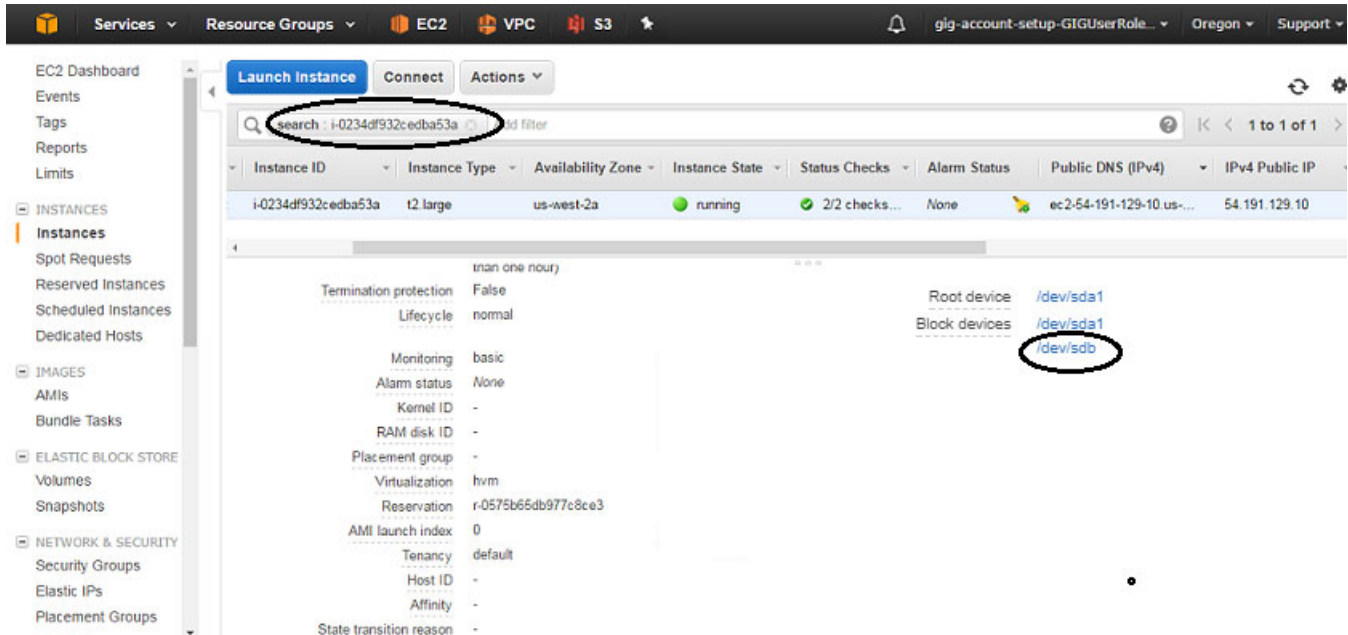 Services Resource Groups EC2 VPC S3 gig-account-setup-GIGUserRole... Oregon Support
EC2 Dashboard
Events
Tags
Reports
Limits
INSTANCES
Instances
Spot Requests
Reserved Instances
Scheduled Instances
Dedicated Hosts
IMAGES
AMIs
Bundle Tasks
ELASTIC BLOCK STORE
Volumes
Snapshots
NETWORK & SECURITY
Security Groups
Elastic IPs
Placement Groups
Launch Instance Connect Actions
search : i-0234df932cedba53a Add filter 1 to 1 of 1
Instance ID Instance Type Availability Zone Instance State Status Checks Alarm Status Public DNS (IPv4) IPv4 Public IP
i-0234df932cedba53a t2.large us-west-2a running 2/2 checks... None ec2-54-191-129-10.us-... 54.191.129.10
than one hour)
Termination protection False
Lifecycle normal
Monitoring basic
Alarm status None
Kernel ID -
RAM disk ID -
Placement group -
Virtualization hvm
Reservation r-0575b65db977c8ce3
AMI launch index 0
Tenancy default
Host ID -
Affinity -
State transition reason -
Root device /dev/sda1
Block devices /dev/sda1
/dev/sdb